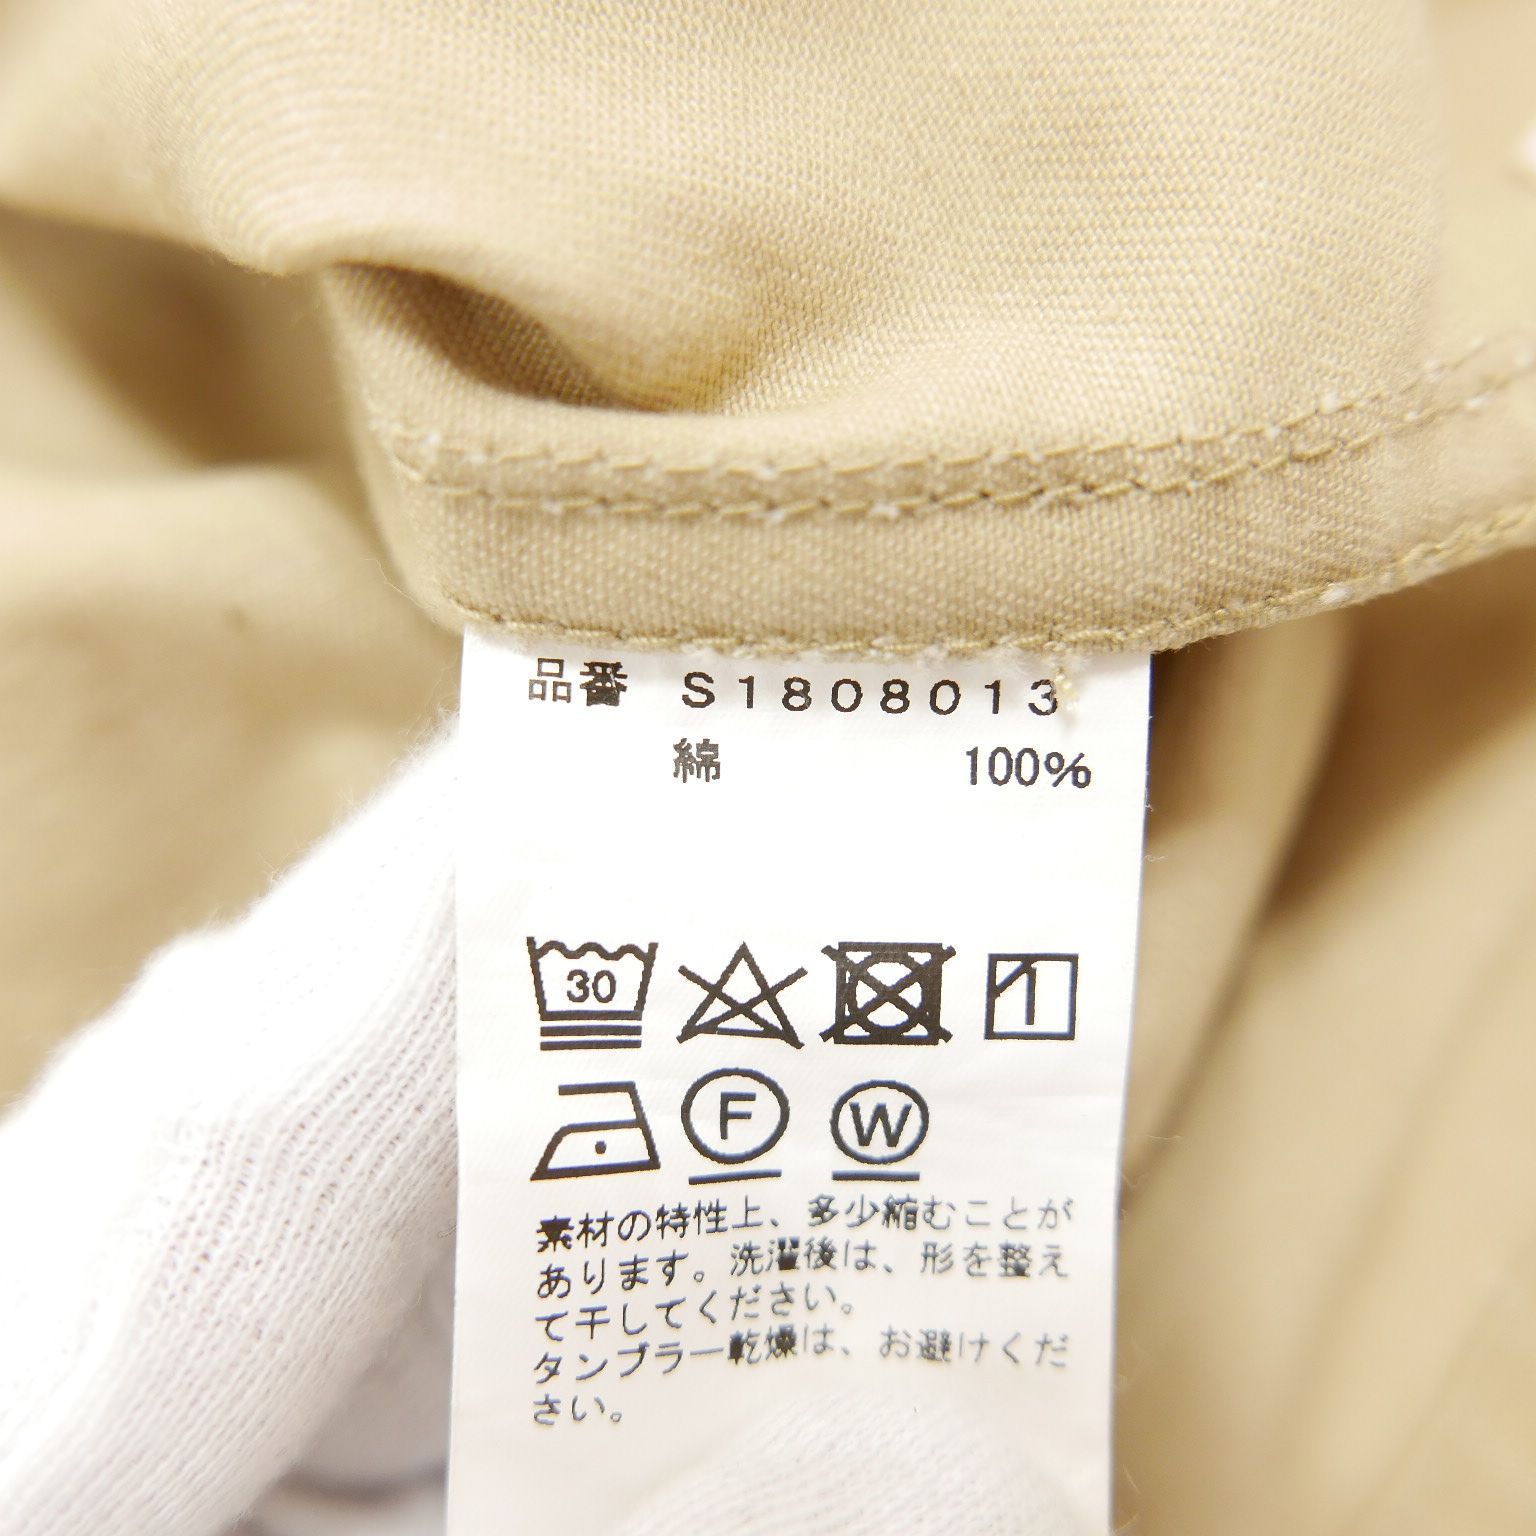 品番 S1808013
綿 100%
30
F W
素材の特性上、多少縮むことが
あります。洗濯後は、形を整え
て干してください。
タンブラー乾燥は、お避けくだ
さい。